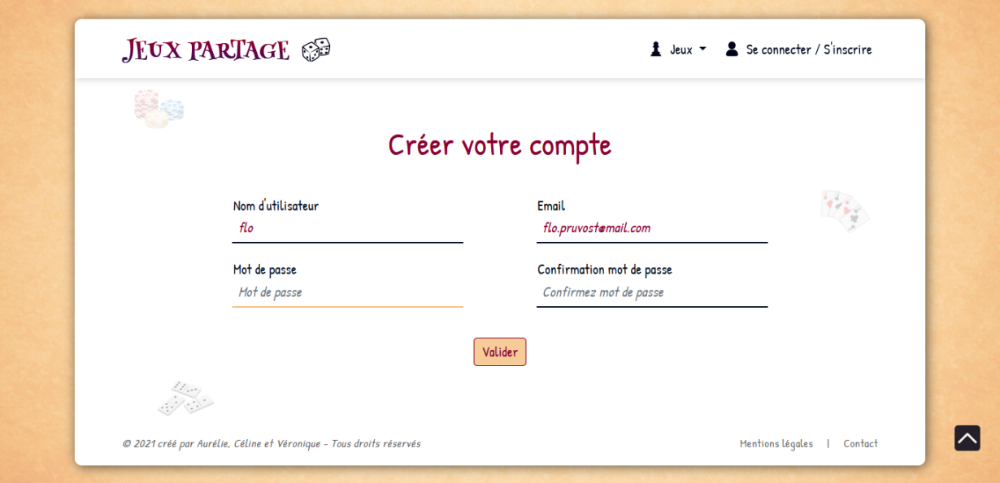 JEUX PARTAGE
Jeux
Se connecter / S'inscrire
Créer votre compte
Nom d'utilisateur
Email
flo
flo.pruvost@mail.com
Mot de passe
Confirmation mot de passe
Mot de passe
Confirmez mot de passe
Valider
© 2021 créé par Aurélie, Céline et Véronique - Tous droits réservés
Mentions légales | Contact